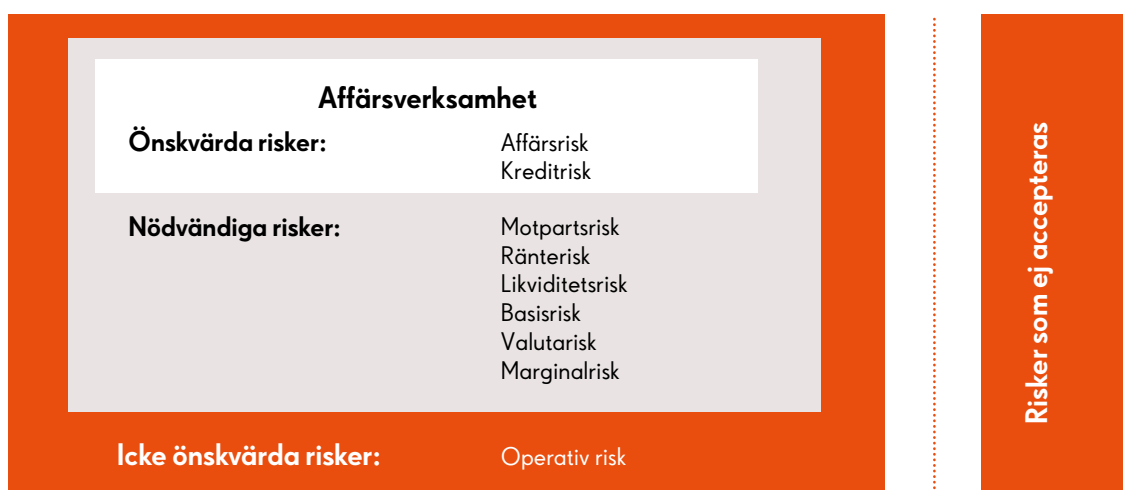 Affärsverksamhet
Önskvärda risker: Affärsrisk
Kreditrisk
Nödvändiga risker: Motpartsrisk
Ränterisk
Likviditetsrisk
Basisrisk
Valutarisk
Marginalrisk
Icke önskvärda risker: Operativ risk
Risker som ej accepteras